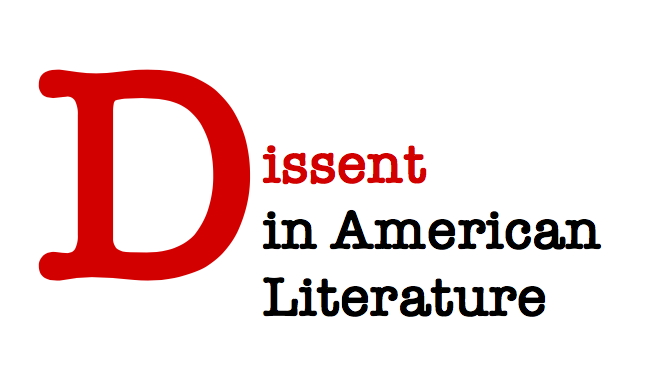 Dissent
in American
Literature